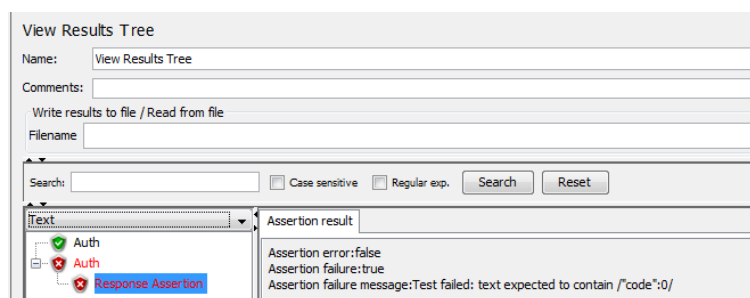 View Results Tree
Name: View Results Tree
Comments:
Write results to file / Read from file
Filename
Search: Case sensitive Regular exp. Search Reset
Text
Auth
Auth
Response Assertion
Assertion result
Assertion error:false
Assertion failure:true
Assertion failure message:Test failed: text expected to contain /"code":0/